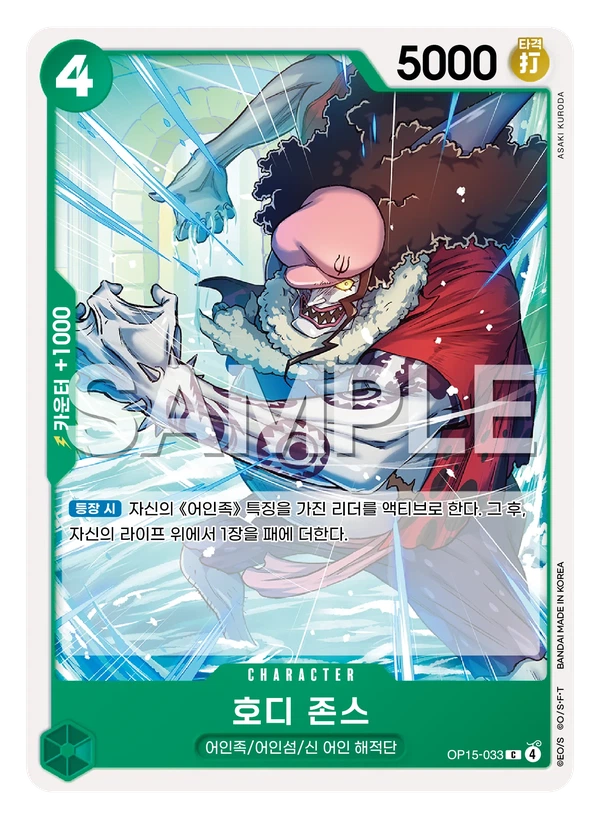 4
5000
타격
打
ASAKI KURODA
카운터 +1000
SAMPLE
등장 시 자신의 《어인족》 특징을 가진 리더를 액티브로 한다. 그 후,
자신의 라이프 위에서 1장을 패에 더한다.
CHARACTER
호디 존스
어인족/어인섬/신 어인 해적단
OP15-033 C 4
©EO/S ©O/S·F·T BANDAI MADE IN KOREA